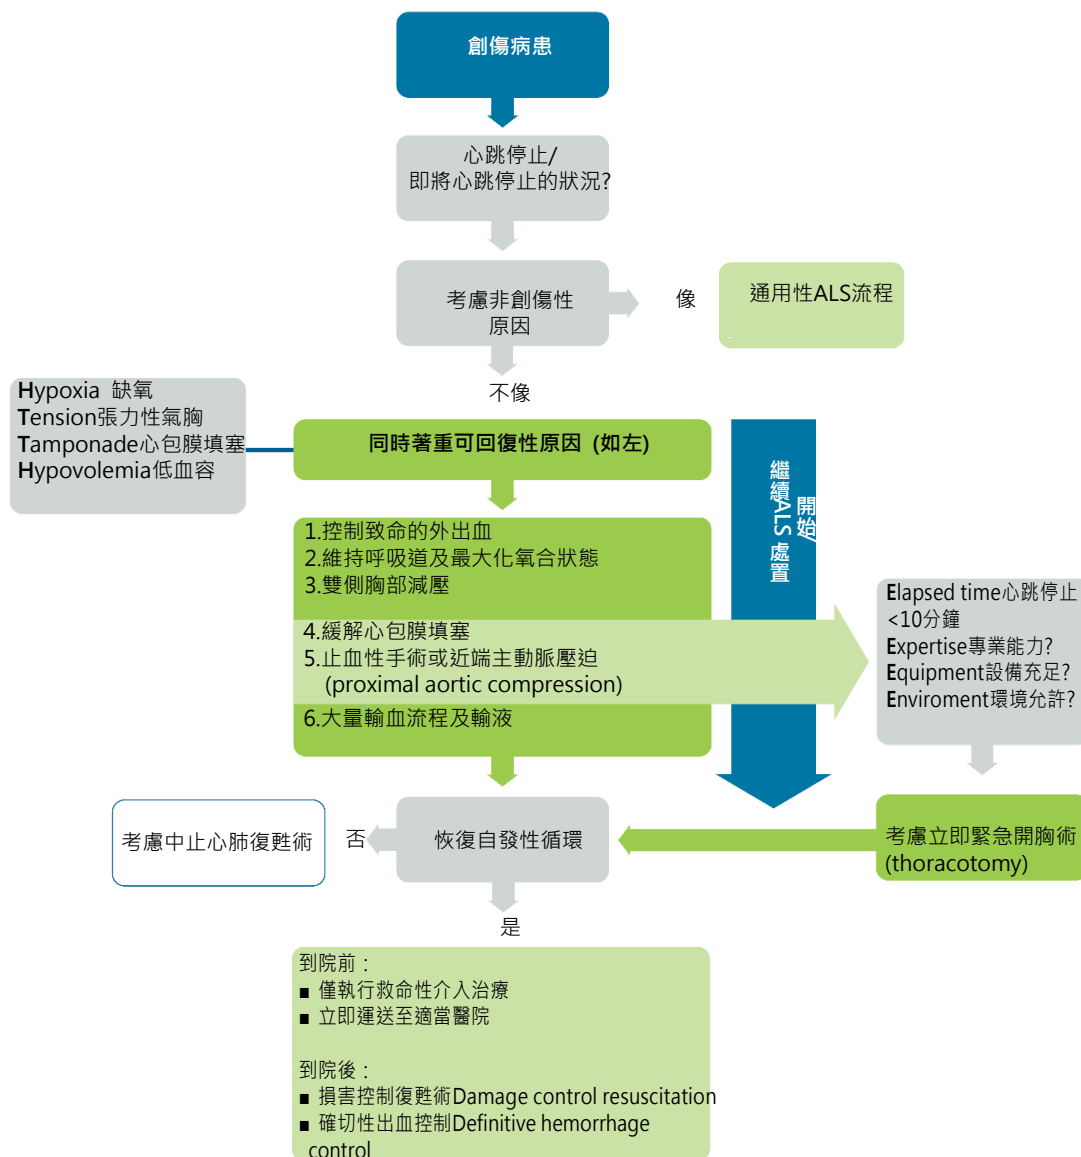 創傷病患
心跳停止/
即將心跳停止的狀況?
考慮非創傷性
原因
像
通用性ALS流程
不像
Hypoxia 缺氧
Tension張力性氣胸
Tamponade心包膜填塞
Hypovolemia低血容
同時著重可回復性原因 (如左)
開始/
繼續ALS 處置
1.控制致命的外出血
2.維持呼吸道及最大化氧合狀態
3.雙側胸部減壓
4.緩解心包膜填塞
5.止血性手術或近端主動脈壓迫
(proximal aortic compression)
6.大量輸血流程及輸液
Elapsed time心跳停止
<10分鐘
Expertise專業能力?
Equipment設備充足?
Enviroment環境允許?
考慮立即緊急開胸術
(thoracotomy)
恢復自發性循環
否
考慮中止心肺復甦術
是
到院前：
■ 僅執行救命性介入治療
■ 立即運送至適當醫院
到院後：
■ 損害控制復甦術Damage control resuscitation
■ 確切性出血控制Definitive hemorrhage
control